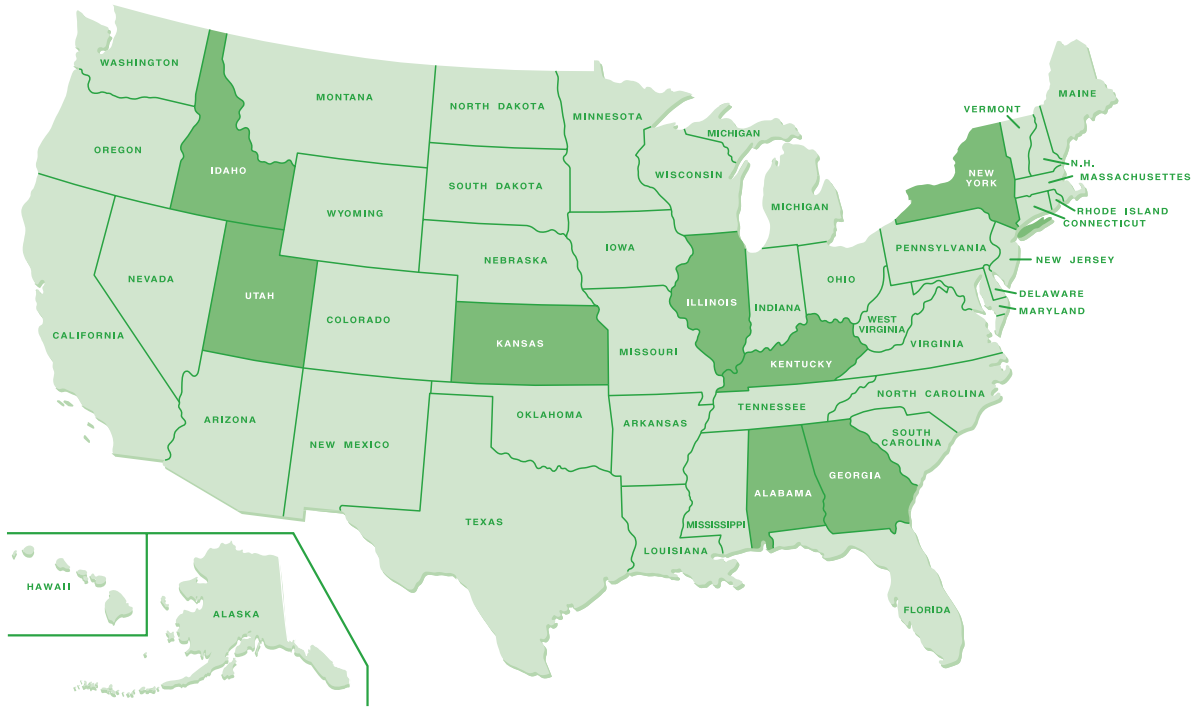 WASHINGTON
MONTANA
NORTH DAKOTA
MINNESOTA
MICHIGAN
VERMONT
MAINE
OREGON
IDAHO
SOUTH DAKOTA
WISCONSIN
NEW
YORK
N.H.
MASSACHUSETTES
WYOMING
MICHIGAN
RHODE ISLAND
CONNECTICUT
IOWA
PENNSYLVANIA
NEW JERSEY
NEBRASKA
NEVADA
UTAH
ILLINOIS
INDIANA
OHIO
DELAWARE
MARYLAND
CALIFORNIA
COLORADO
KANSAS
MISSOURI
WEST
VIRGINIA
VIRGINIA
KENTUCKY
ARIZONA
NEW MEXICO
OKLAHOMA
ARKANSAS
TENNESSEE
NORTH CAROLINA
SOUTH
CAROLINA
TEXAS
LOUISIANA
MISSISSIPPI
ALABAMA
GEORGIA
HAWAII
ALASKA
FLORIDA